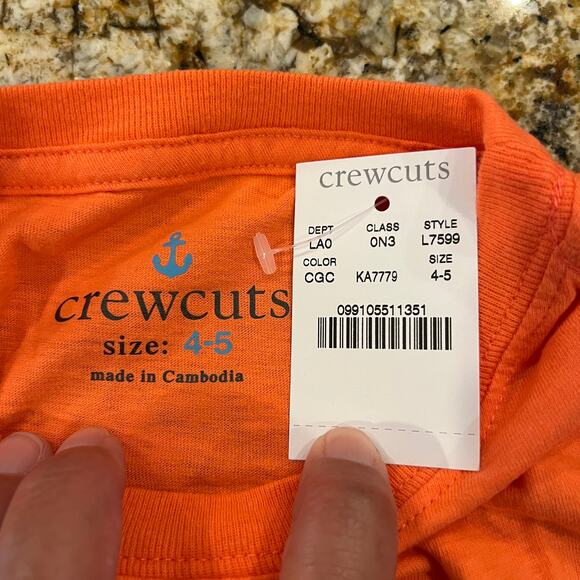 crewcuts
size: 4-5
made in Cambodia
crewcuts
DEPT CLASS STYLE
LA0 0N3 L7599
COLOR SIZE
CGC KA7779 4-5
099105511351